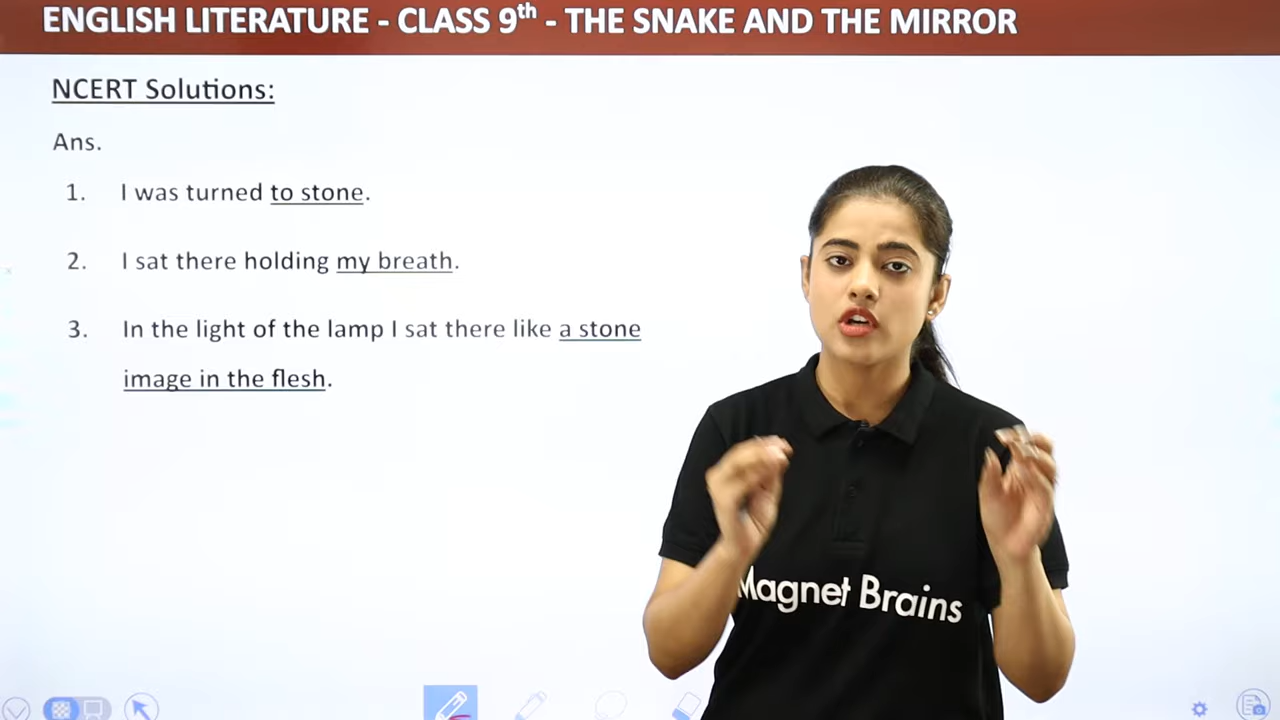 ENGLISH LITERATURE - CLASS 9th - THE SNAKE AND THE MIRROR
NCERT Solutions:
Ans.
1. I was turned to stone.
2. I sat there holding my breath.
3. In the light of the lamp I sat there like a stone
image in the flesh.
Magnet Brains